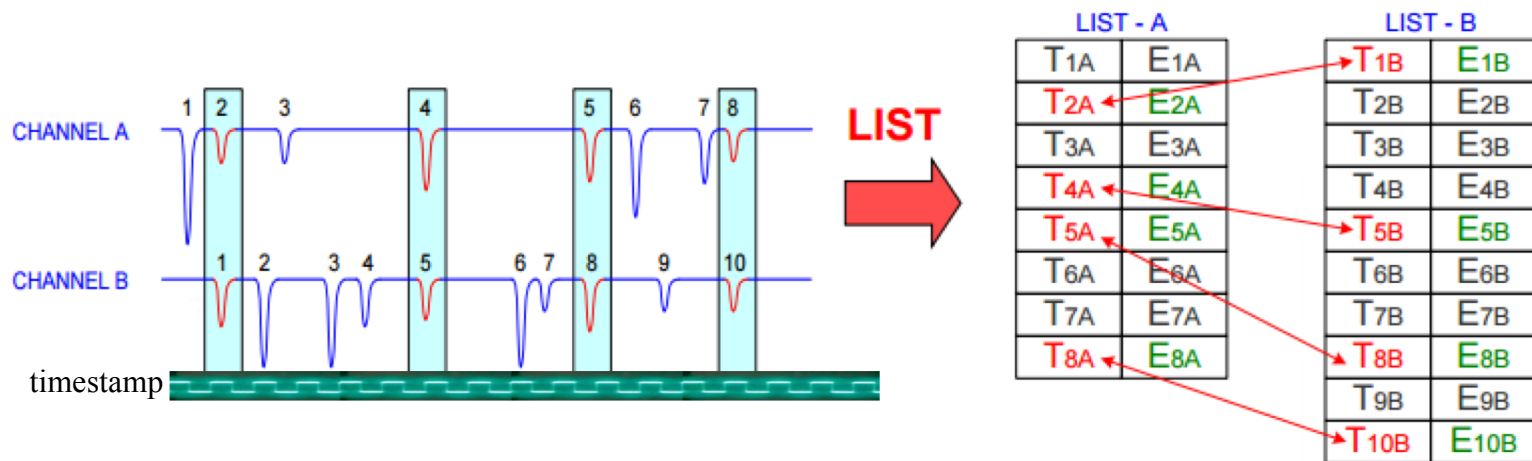 1 2 3 4 5 6 7 8
CHANNEL A
1 2 3 4 5 6 7 8 9 10
CHANNEL B
timestamp
LIST
LIST - A
T1A E1A
T2A E2A
T3A E3A
T4A E4A
T5A E5A
T6A E6A
T7A E7A
T8A E8A
LIST - B
T1B E1B
T2B E2B
T3B E3B
T4B E4B
T5B E5B
T6B E6B
T7B E7B
T8B E8B
T9B E9B
T10B E10B